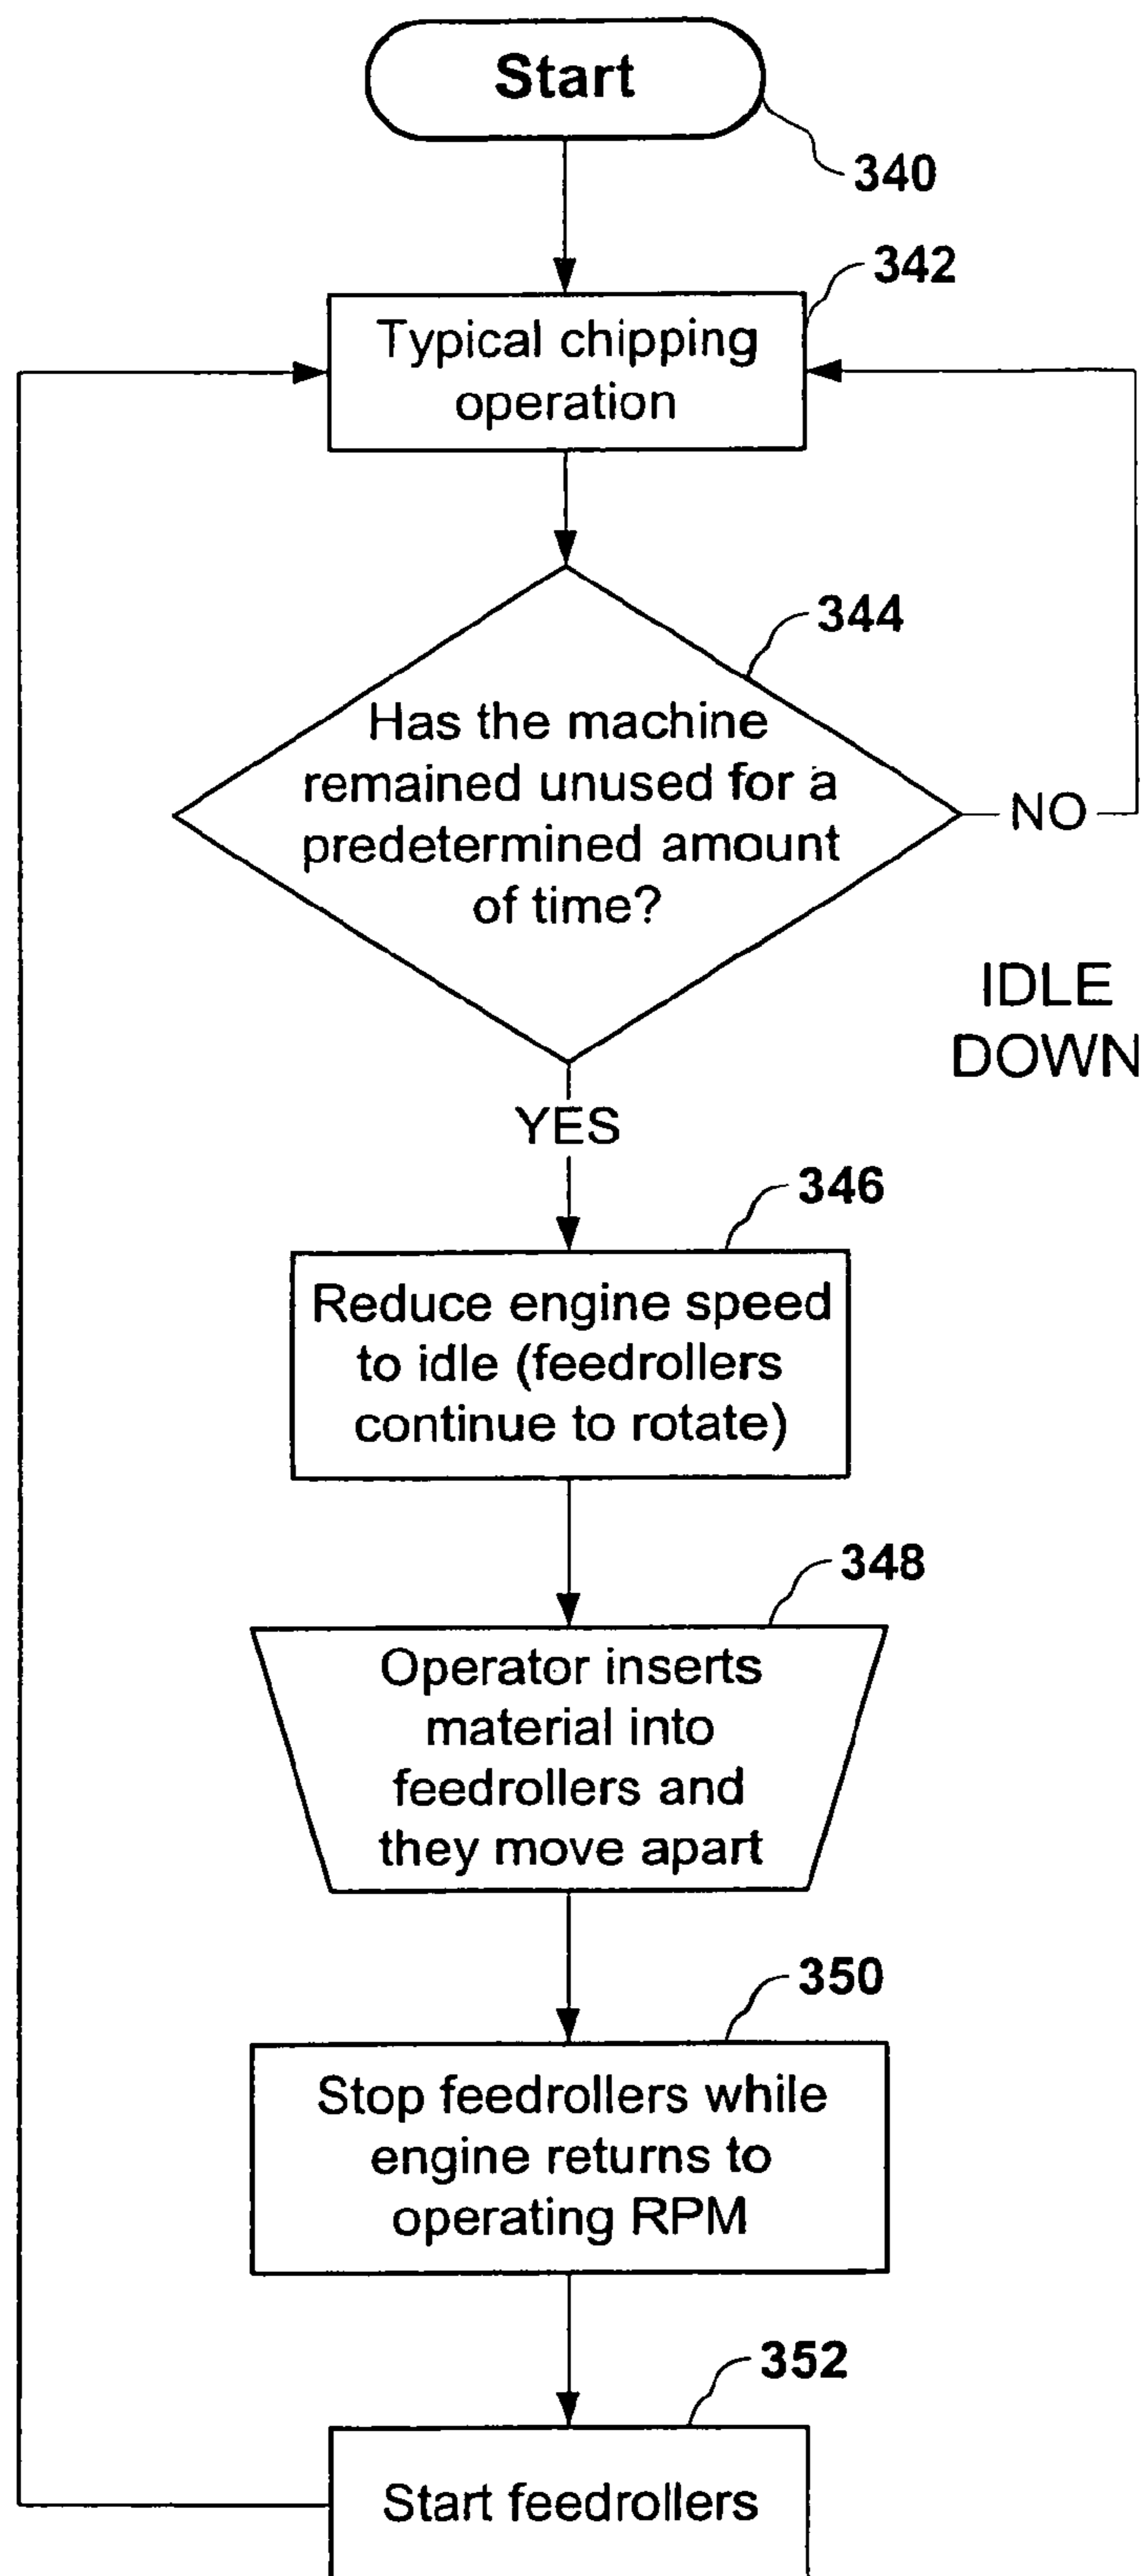 Start
340
342
Typical chipping
operation
344
Has the machine
remained unused for a
predetermined amount
of time?
NO
IDLE
DOWN
YES
346
Reduce engine speed
to idle (feedrollers
continue to rotate)
348
Operator inserts
material into
feedrollers and
they move apart
350
Stop feedrollers while
engine returns to
operating RPM
352
Start feedrollers